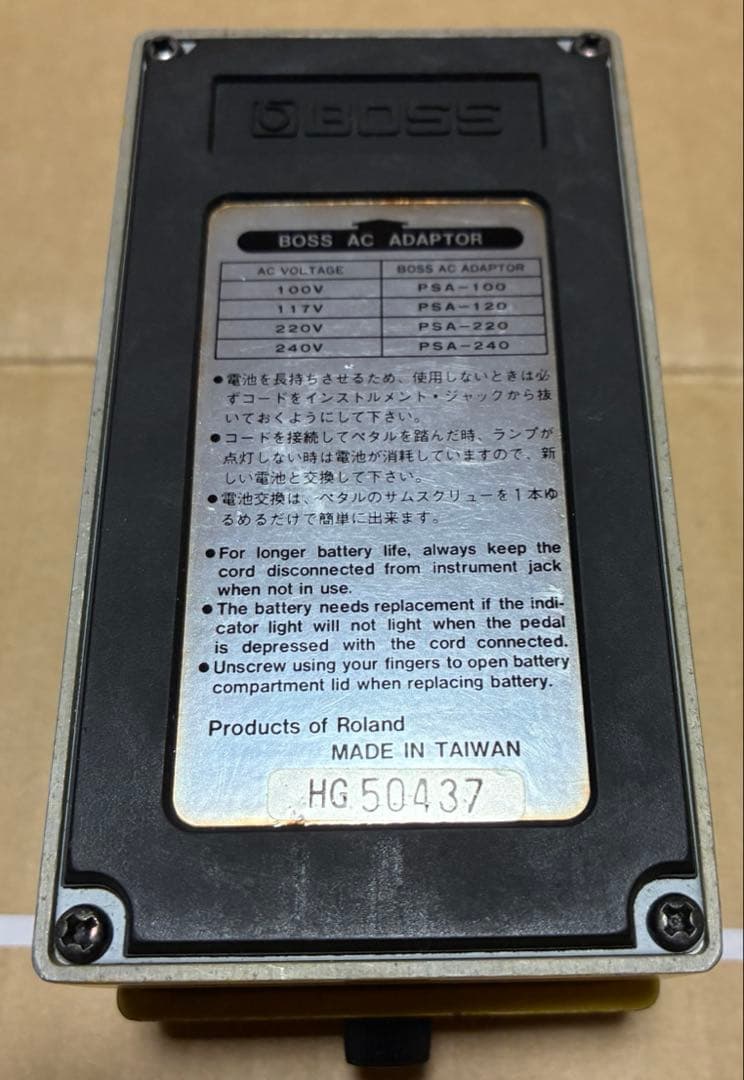 BOSS
BOSS AC ADAPTOR
AC VOLTAGE BOSS AC ADAPTOR
100V PSA-100
117V PSA-120
220V PSA-220
240V PSA-240
●電池を長持ちさせるため、使用しないときは必
ずコードをインストルメント・ジャックから抜
いておくようにして下さい。
●コードを接続してペタルを踏んだ時、ランプが
点灯しない時は電池が消耗していますので、新
しい電池と交換して下さい。
●電池交換は、ペタルのサムスクリューを1本ゆ
るめるだけで簡単に出来ます。
●For longer battery life, always keep the
cord disconnected from instrument jack
when not in use.
●The battery needs replacement if the indi-
cator light will not light when the pedal
is depressed with the cord connected.
●Unscrew using your fingers to open battery
compartment lid when replacing battery.
Products of Roland
MADE IN TAIWAN
HG 50437